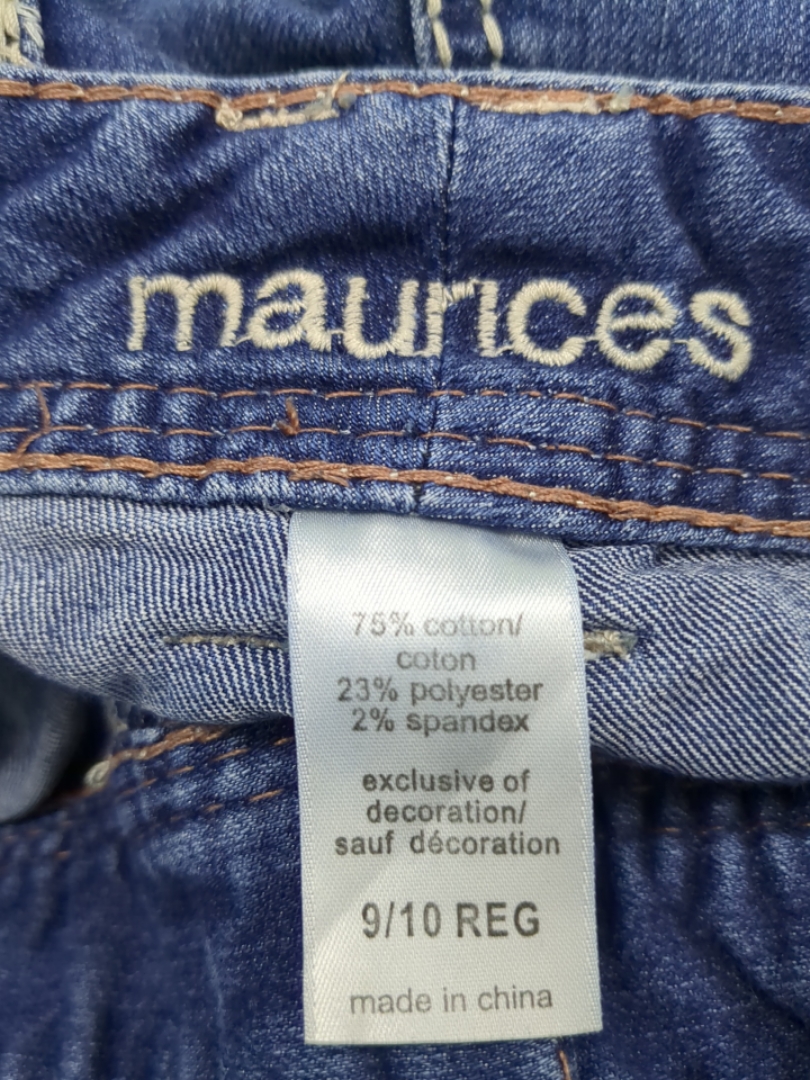 maurices
75% cotton/
coton
23% polyester
2% spandex
exclusive of
decoration/
sauf décoration
9/10 REG
made in china